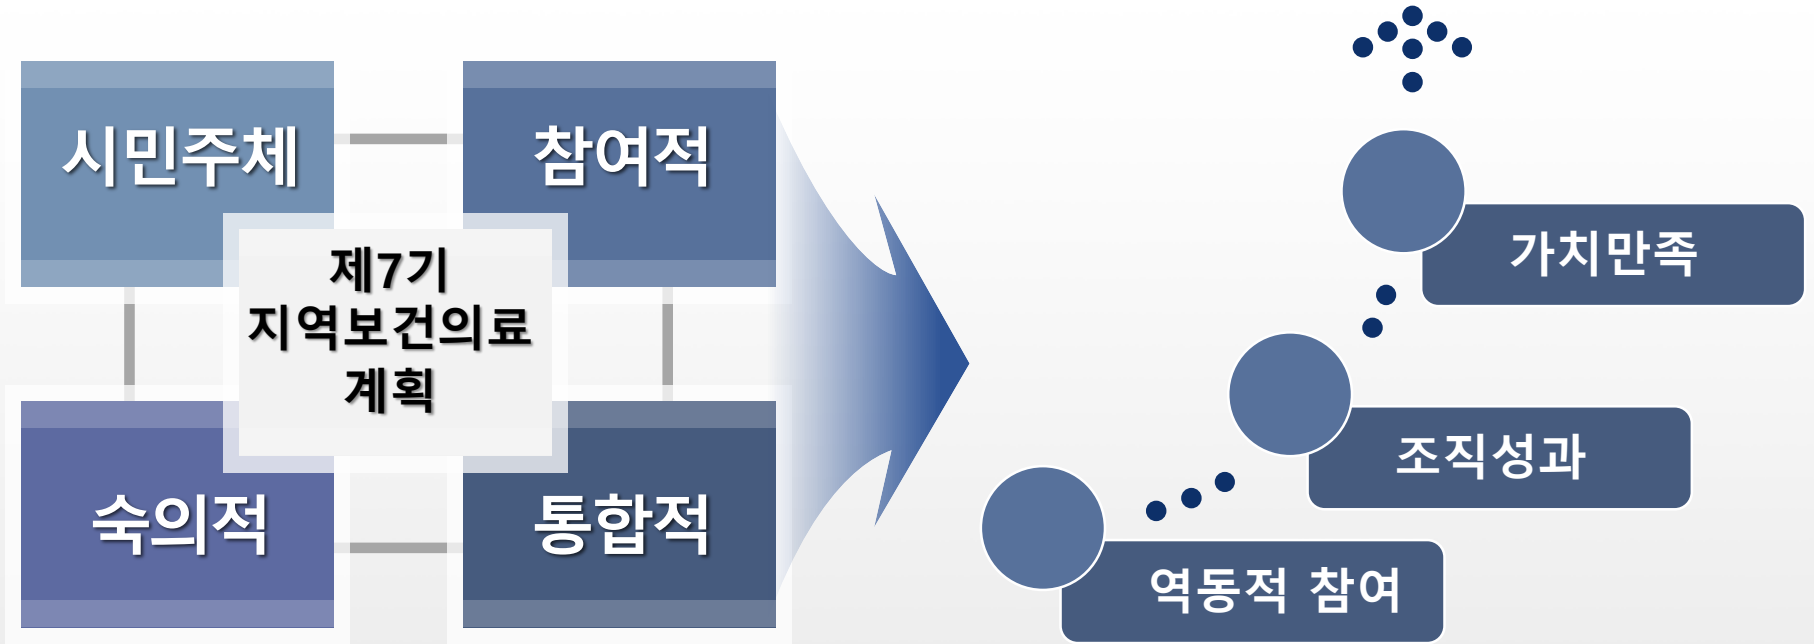 시민주체
참여적
제7기
지역보건의료
계획
숙의적
통합적
가치만족
조직성과
역동적 참여